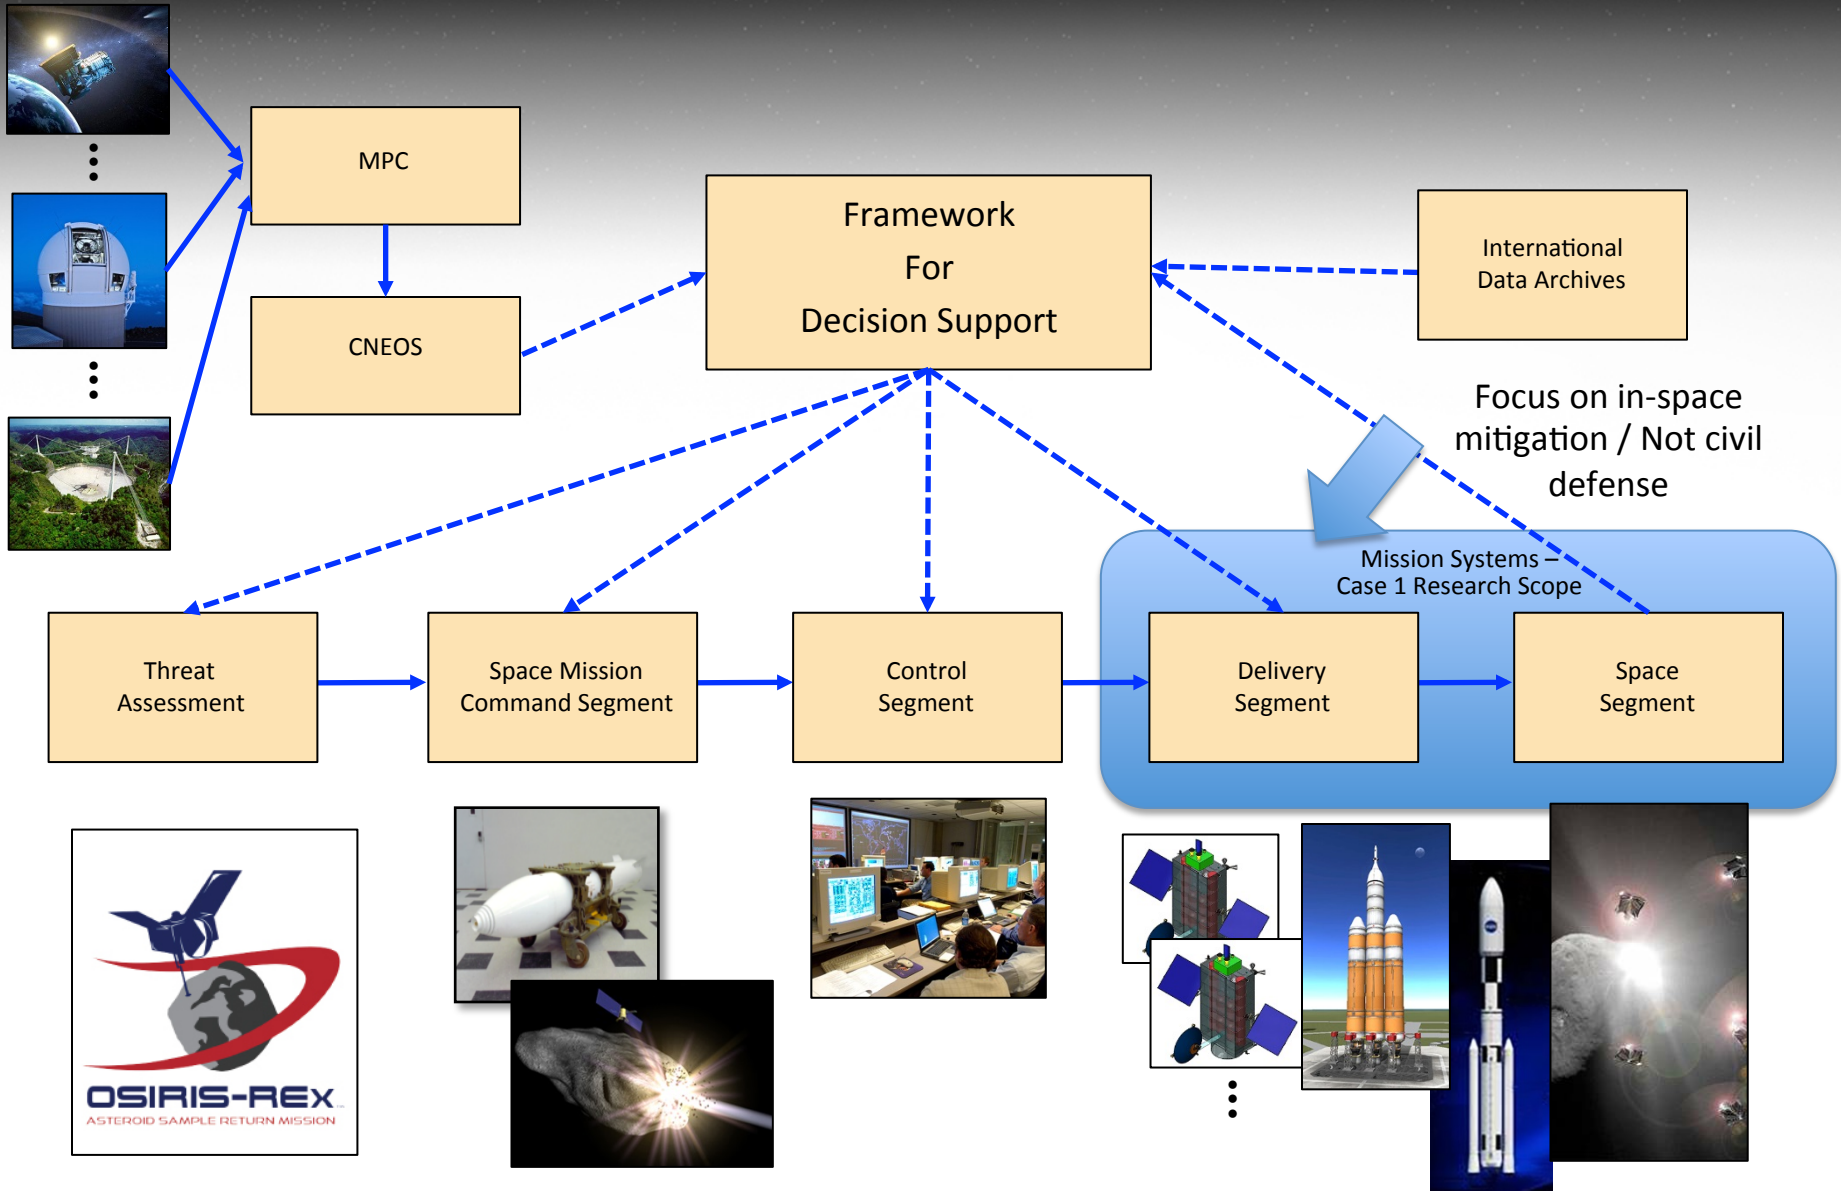 MPC
CNEOS
Framework
For
Decision Support
International
Data Archives
Focus on in-space
mitigation / Not civil
defense
Mission Systems –
Case 1 Research Scope
Threat
Assessment
Space Mission
Command Segment
Control
Segment
Delivery
Segment
Space
Segment
OSIRIS-REx
ASTEROID SAMPLE RETURN MISSION